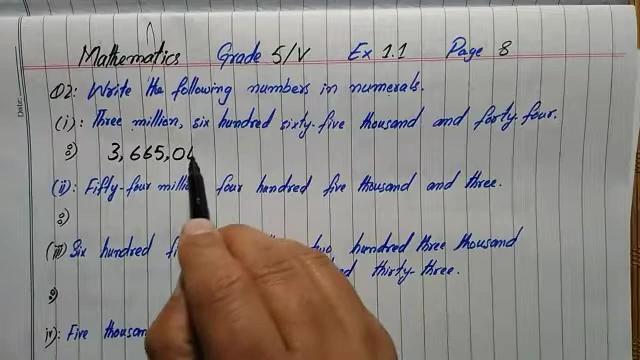 Date:
Mathematics Grade 5/V Ex 1.1 Page 8
Q2: Write the following numbers in numerals.
(i): Three million, six hundred sixty-five thousand and forty-four.
3,665,04
(ii): Fifty-four million four hundred five thousand and three.
(iii) Six hundred two hundred three thousand
thirty-three.
iv): Five